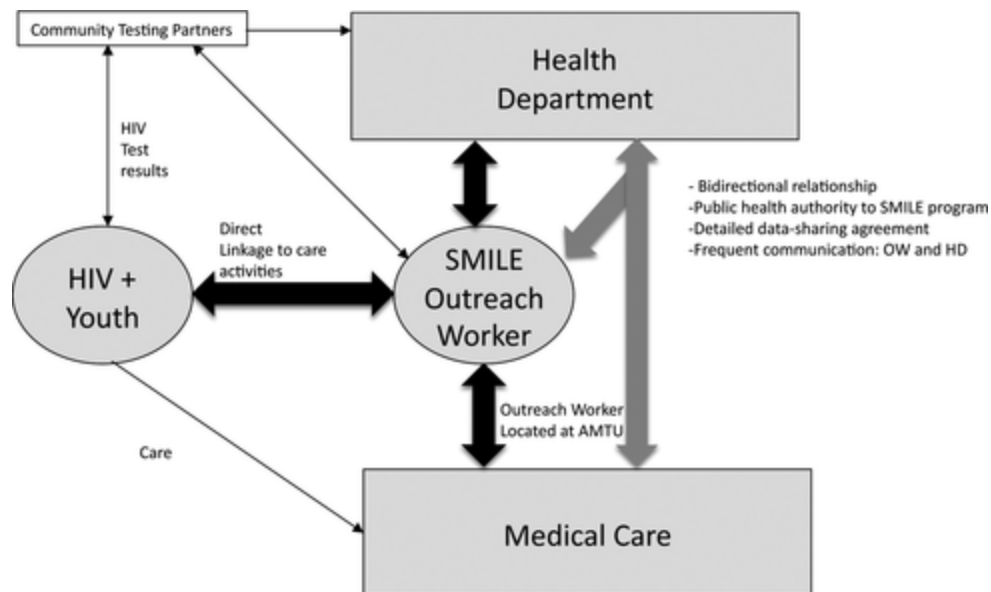 Community Testing Partners
Health
Department
HIV
Test
results
- Bidirectional relationship
-Public health authority to SMILE program
-Detailed data-sharing agreement
-Frequent communication: OW and HD
Direct
Linkage to care
activities
HIV +
Youth
SMILE
Outreach
Worker
Outreach Worker
Located at AMTU
Care
Medical Care